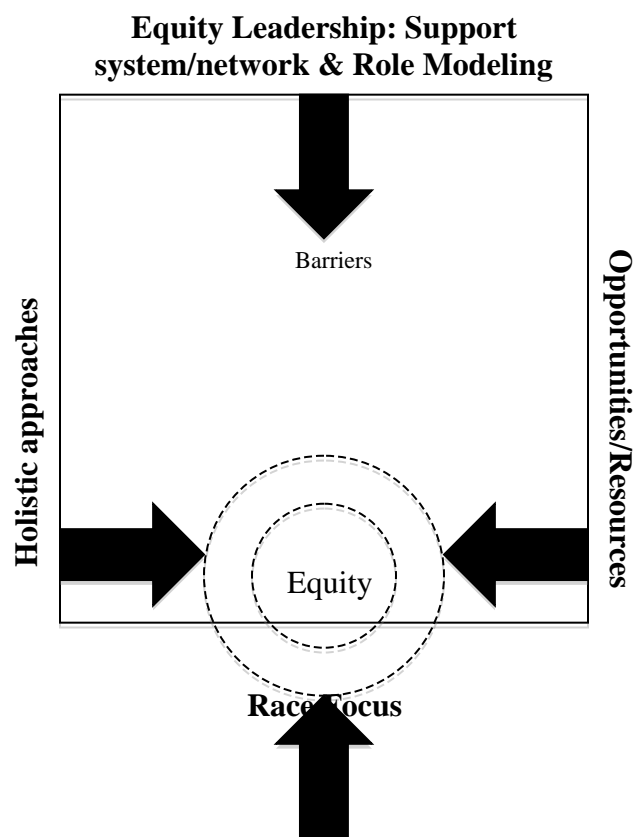 Equity Leadership: Support
system/network & Role Modeling
Barriers
Holistic approaches
Opportunities/Resources
Equity
Race Focus